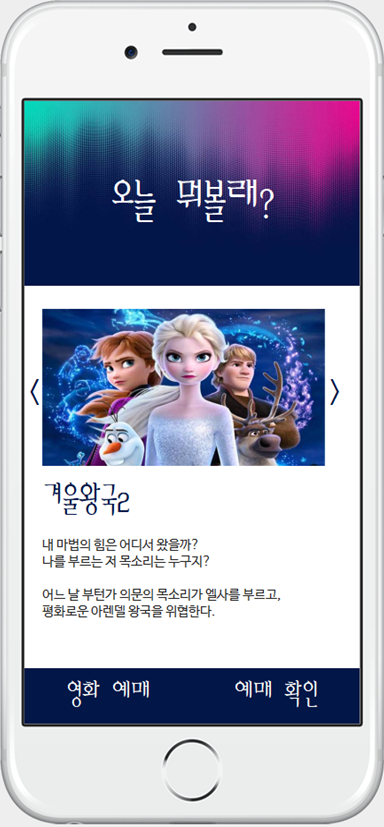 오늘 뭐볼래?
겨울왕국2
내 마법의 힘은 어디서 왔을까?
나를 부르는 저 목소리는 누구지?
어느 날 부턴가 의문의 목소리가 엘사를 부르고,
평화로운 아렌델 왕국을 위협한다.
영화 예매 예매 확인